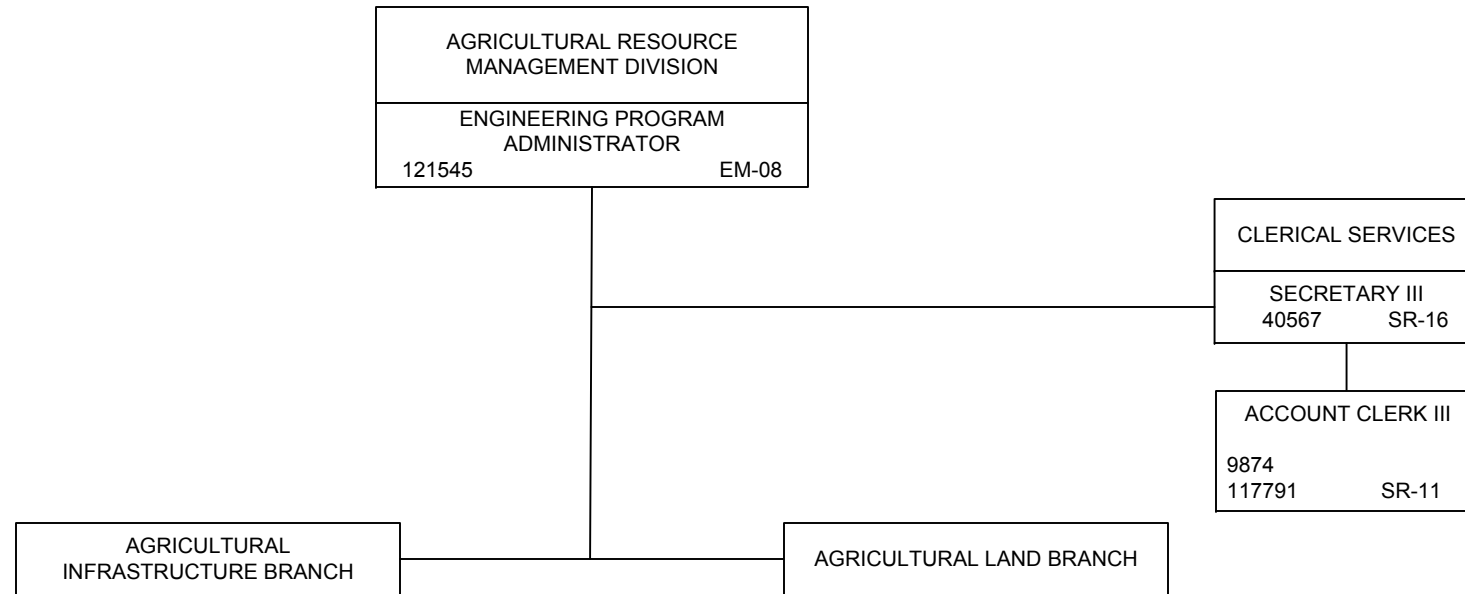 AGRICULTURAL RESOURCE
MANAGEMENT DIVISION
ENGINEERING PROGRAM
ADMINISTRATOR
121545 EM-08
CLERICAL SERVICES
SECRETARY III
40567 SR-16
ACCOUNT CLERK III
9874
117791 SR-11
AGRICULTURAL
INFRASTRUCTURE BRANCH
AGRICULTURAL LAND BRANCH